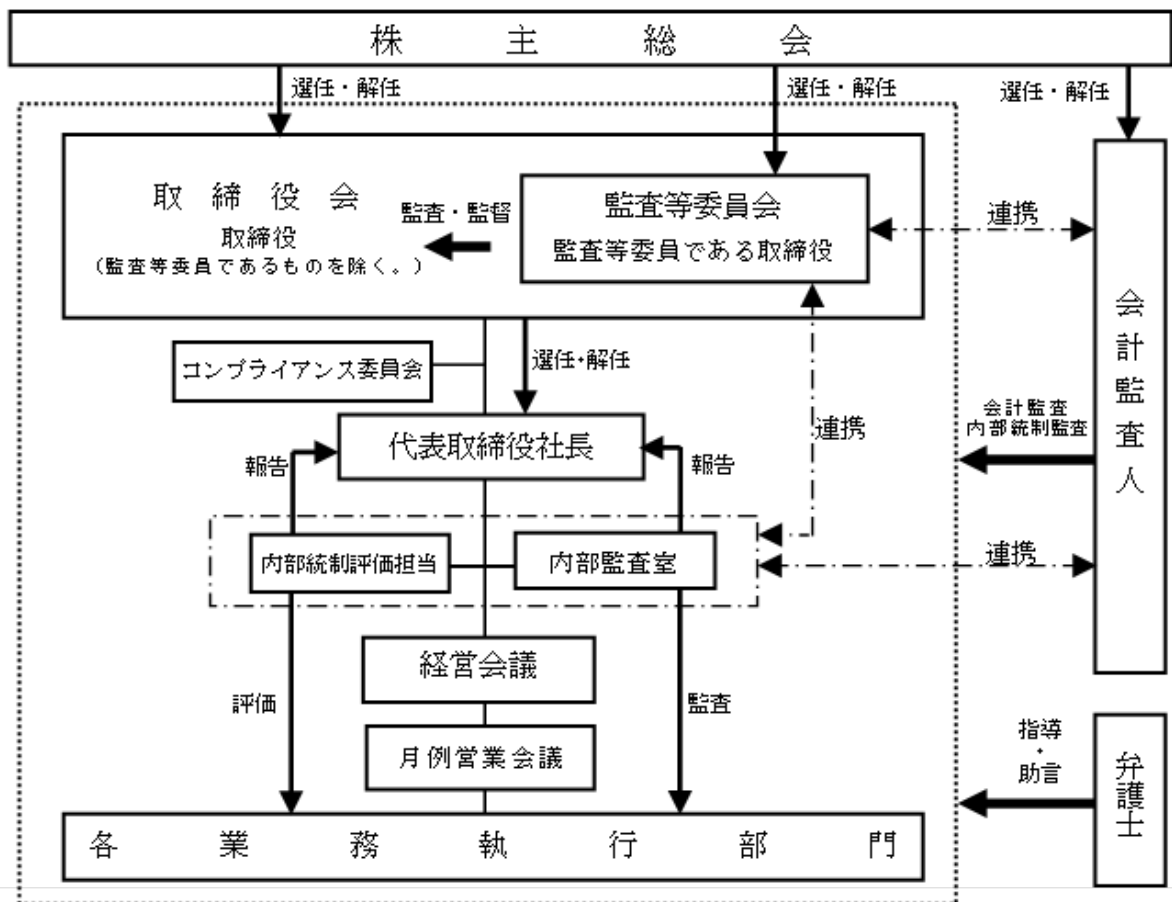 株主総会
選任・解任
選任・解任
選任・解任
取締役会
取締役
(監査等委員であるものを除く。)
監査・監督
監査等委員会
監査等委員である取締役
連携
会計監査人
コンプライアンス委員会
選任・解任
代表取締役社長
連携
会計監査
内部統制監査
報告
報告
内部統制評価担当
内部監査室
連携
経営会議
評価
監査
月例営業会議
指導
・
助言
弁護士
各業務執行部門